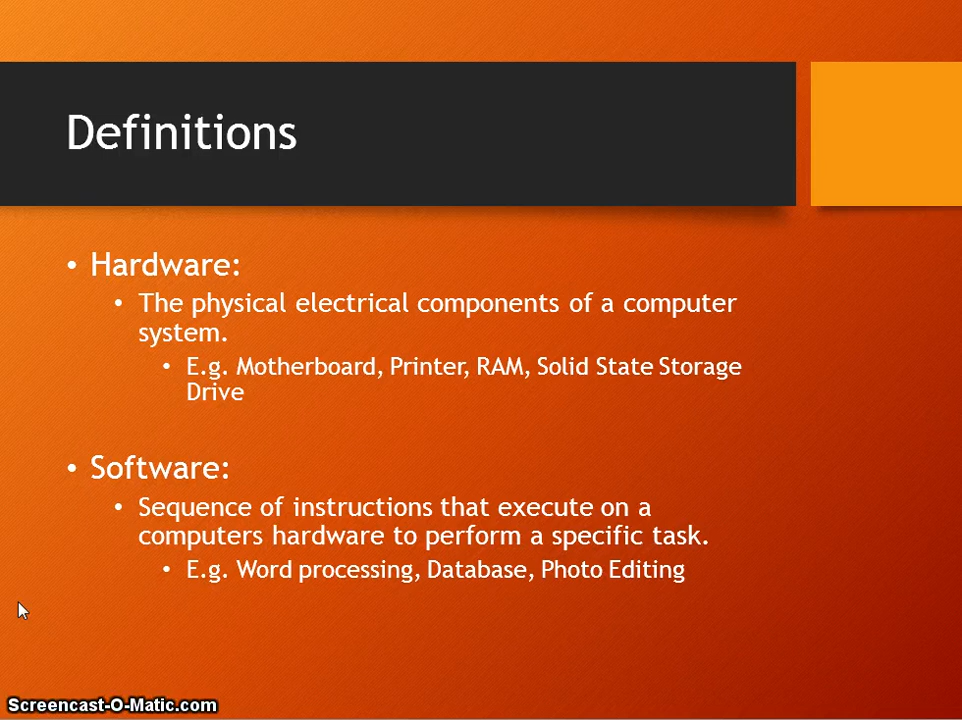 Definitions
• Hardware:
• The physical electrical components of a computer
system.
• E.g. Motherboard, Printer, RAM, Solid State Storage
Drive
• Software:
• Sequence of instructions that execute on a
computers hardware to perform a specific task.
• E.g. Word processing, Database, Photo Editing
Screencast-O-Matic.com